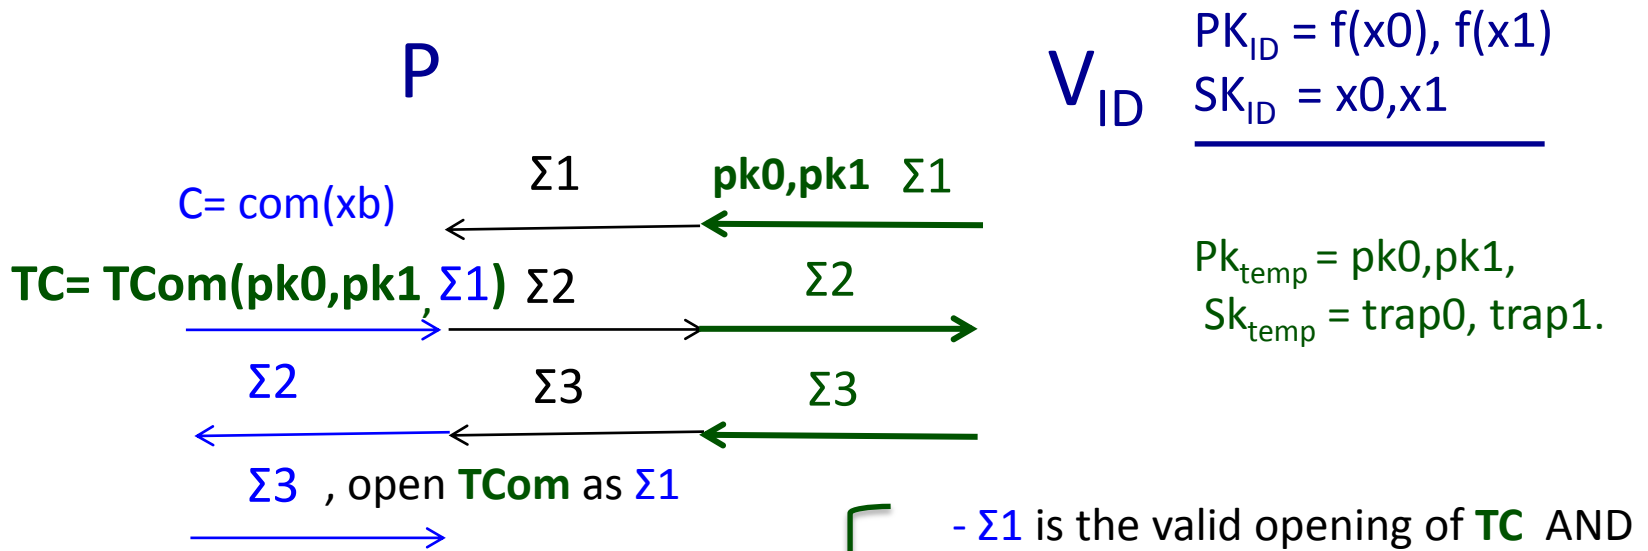 P
V_ID
PK_ID = f(x0), f(x1)
SK_ID = x0,x1
Σ1
pk0,pk1 Σ1
C= com(xb)
TC= TCom(pk0,pk1, Σ1)
Σ2
Σ2
Pk_temp = pk0,pk1,
Sk_temp = trap0, trap1.
Σ2
Σ3
Σ3
Σ3 , open TCom as Σ1
- Σ1 is the valid opening of TC AND